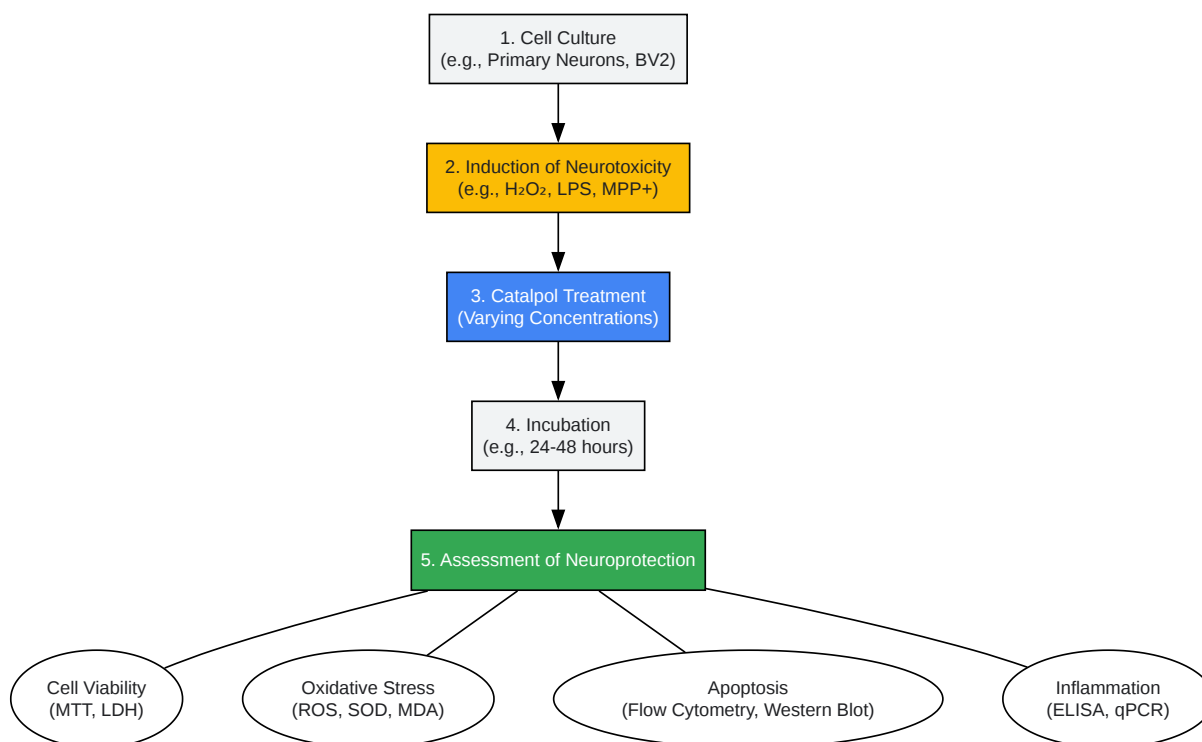 1. Cell Culture
(e.g., Primary Neurons, BV2)
2. Induction of Neurotoxicity
(e.g., H₂O₂, LPS, MPP+)
3. Catalpol Treatment
(Varying Concentrations)
4. Incubation
(e.g., 24-48 hours)
5. Assessment of Neuroprotection
Cell Viability
(MTT, LDH)
Oxidative Stress
(ROS, SOD, MDA)
Apoptosis
(Flow Cytometry, Western Blot)
Inflammation
(ELISA, qPCR)